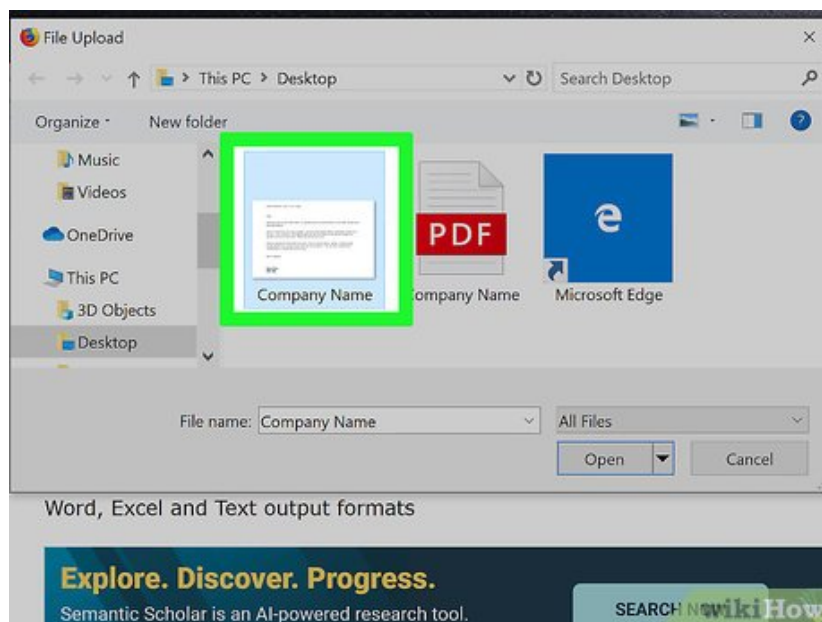 File Upload
This PC > Desktop
Search Desktop
Organize
New folder
Music
Videos
OneDrive
This PC
3D Objects
Desktop
Company Name
PDF
Company Name
Microsoft Edge
File name: Company Name
All Files
Open
Cancel
Word, Excel and Text output formats
Explore. Discover. Progress.
Semantic Scholar is an AI-powered research tool.
SEARCH NOW
wikiHow